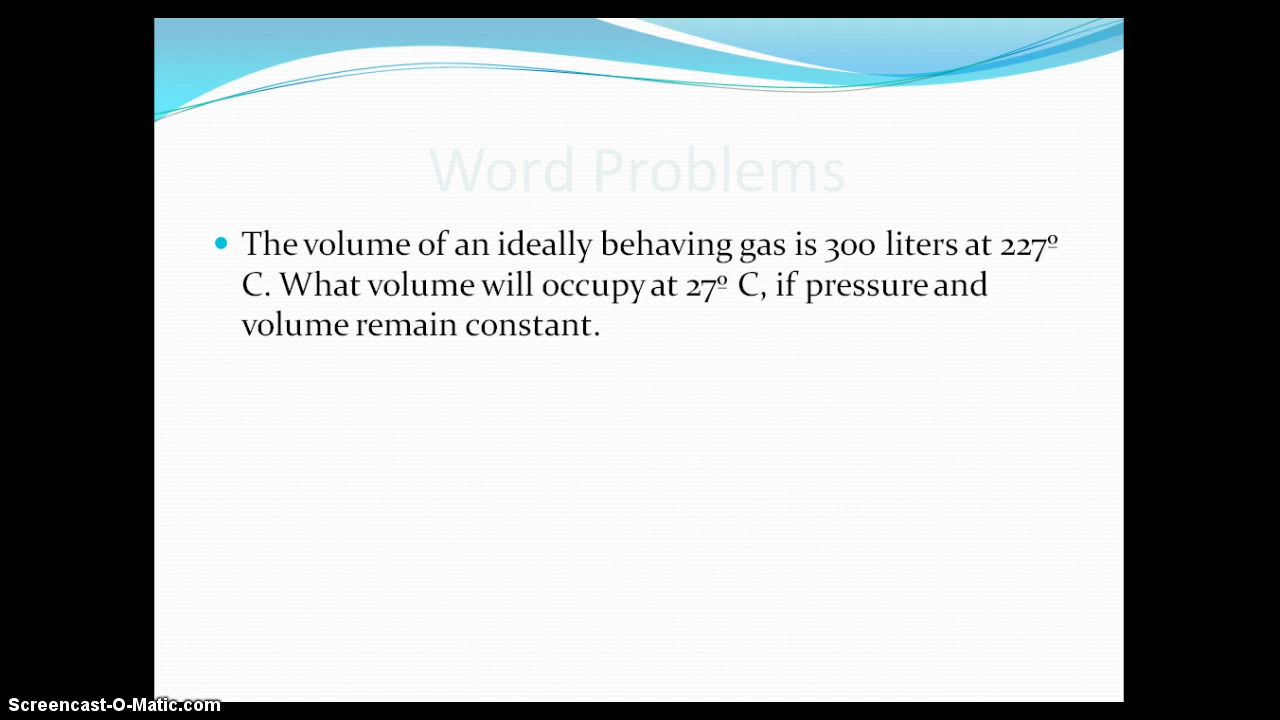 Word Problems
The volume of an ideally behaving gas is 300 liters at 227º
C. What volume will occupy at 27º C, if pressure and
volume remain constant.
Screencast-O-Matic.com